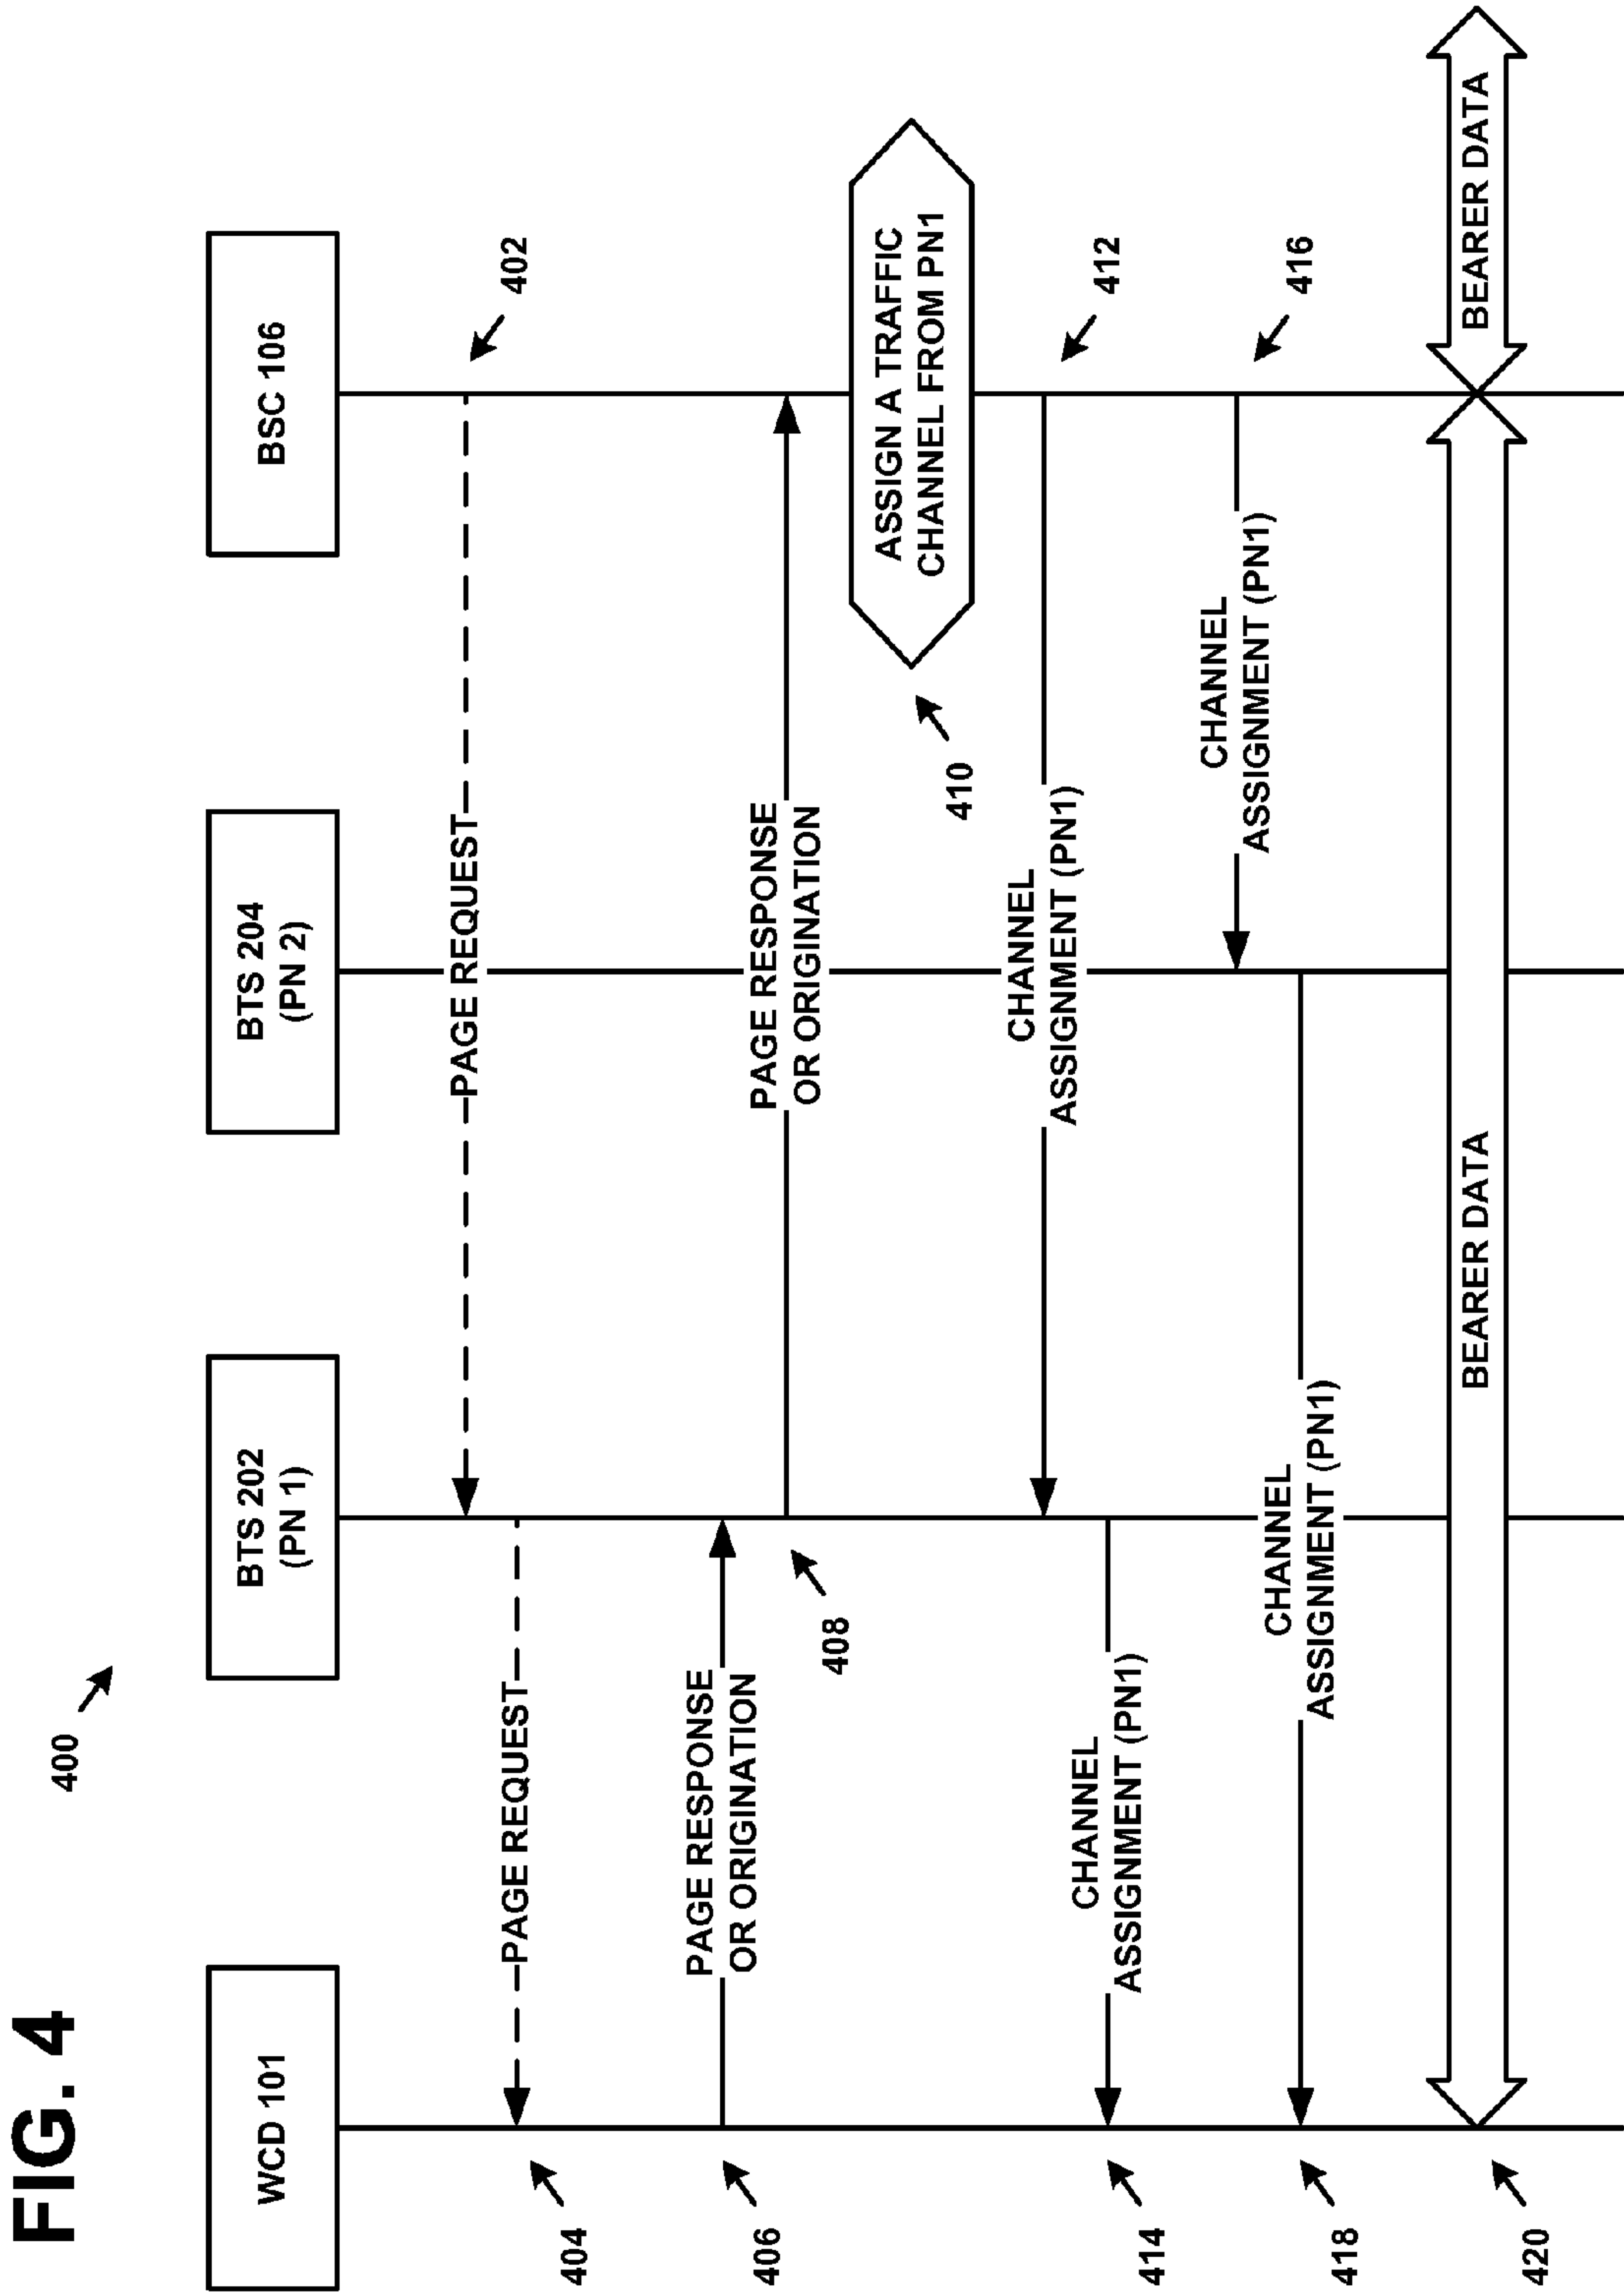 FIG. 4
400
WCD 101
BTS 202
(PN 1)
BTS 204
(PN 2)
BSC 106
PAGE REQUEST
402
PAGE REQUEST
404
PAGE RESPONSE
OR ORIGINATION
406
PAGE RESPONSE
OR ORIGINATION
408
ASSIGN A TRAFFIC
CHANNEL FROM PN1
410
CHANNEL
ASSIGNMENT (PN1)
412
CHANNEL
ASSIGNMENT (PN1)
414
CHANNEL
ASSIGNMENT (PN1)
416
CHANNEL
ASSIGNMENT (PN1)
418
BEARER DATA
BEARER DATA
420